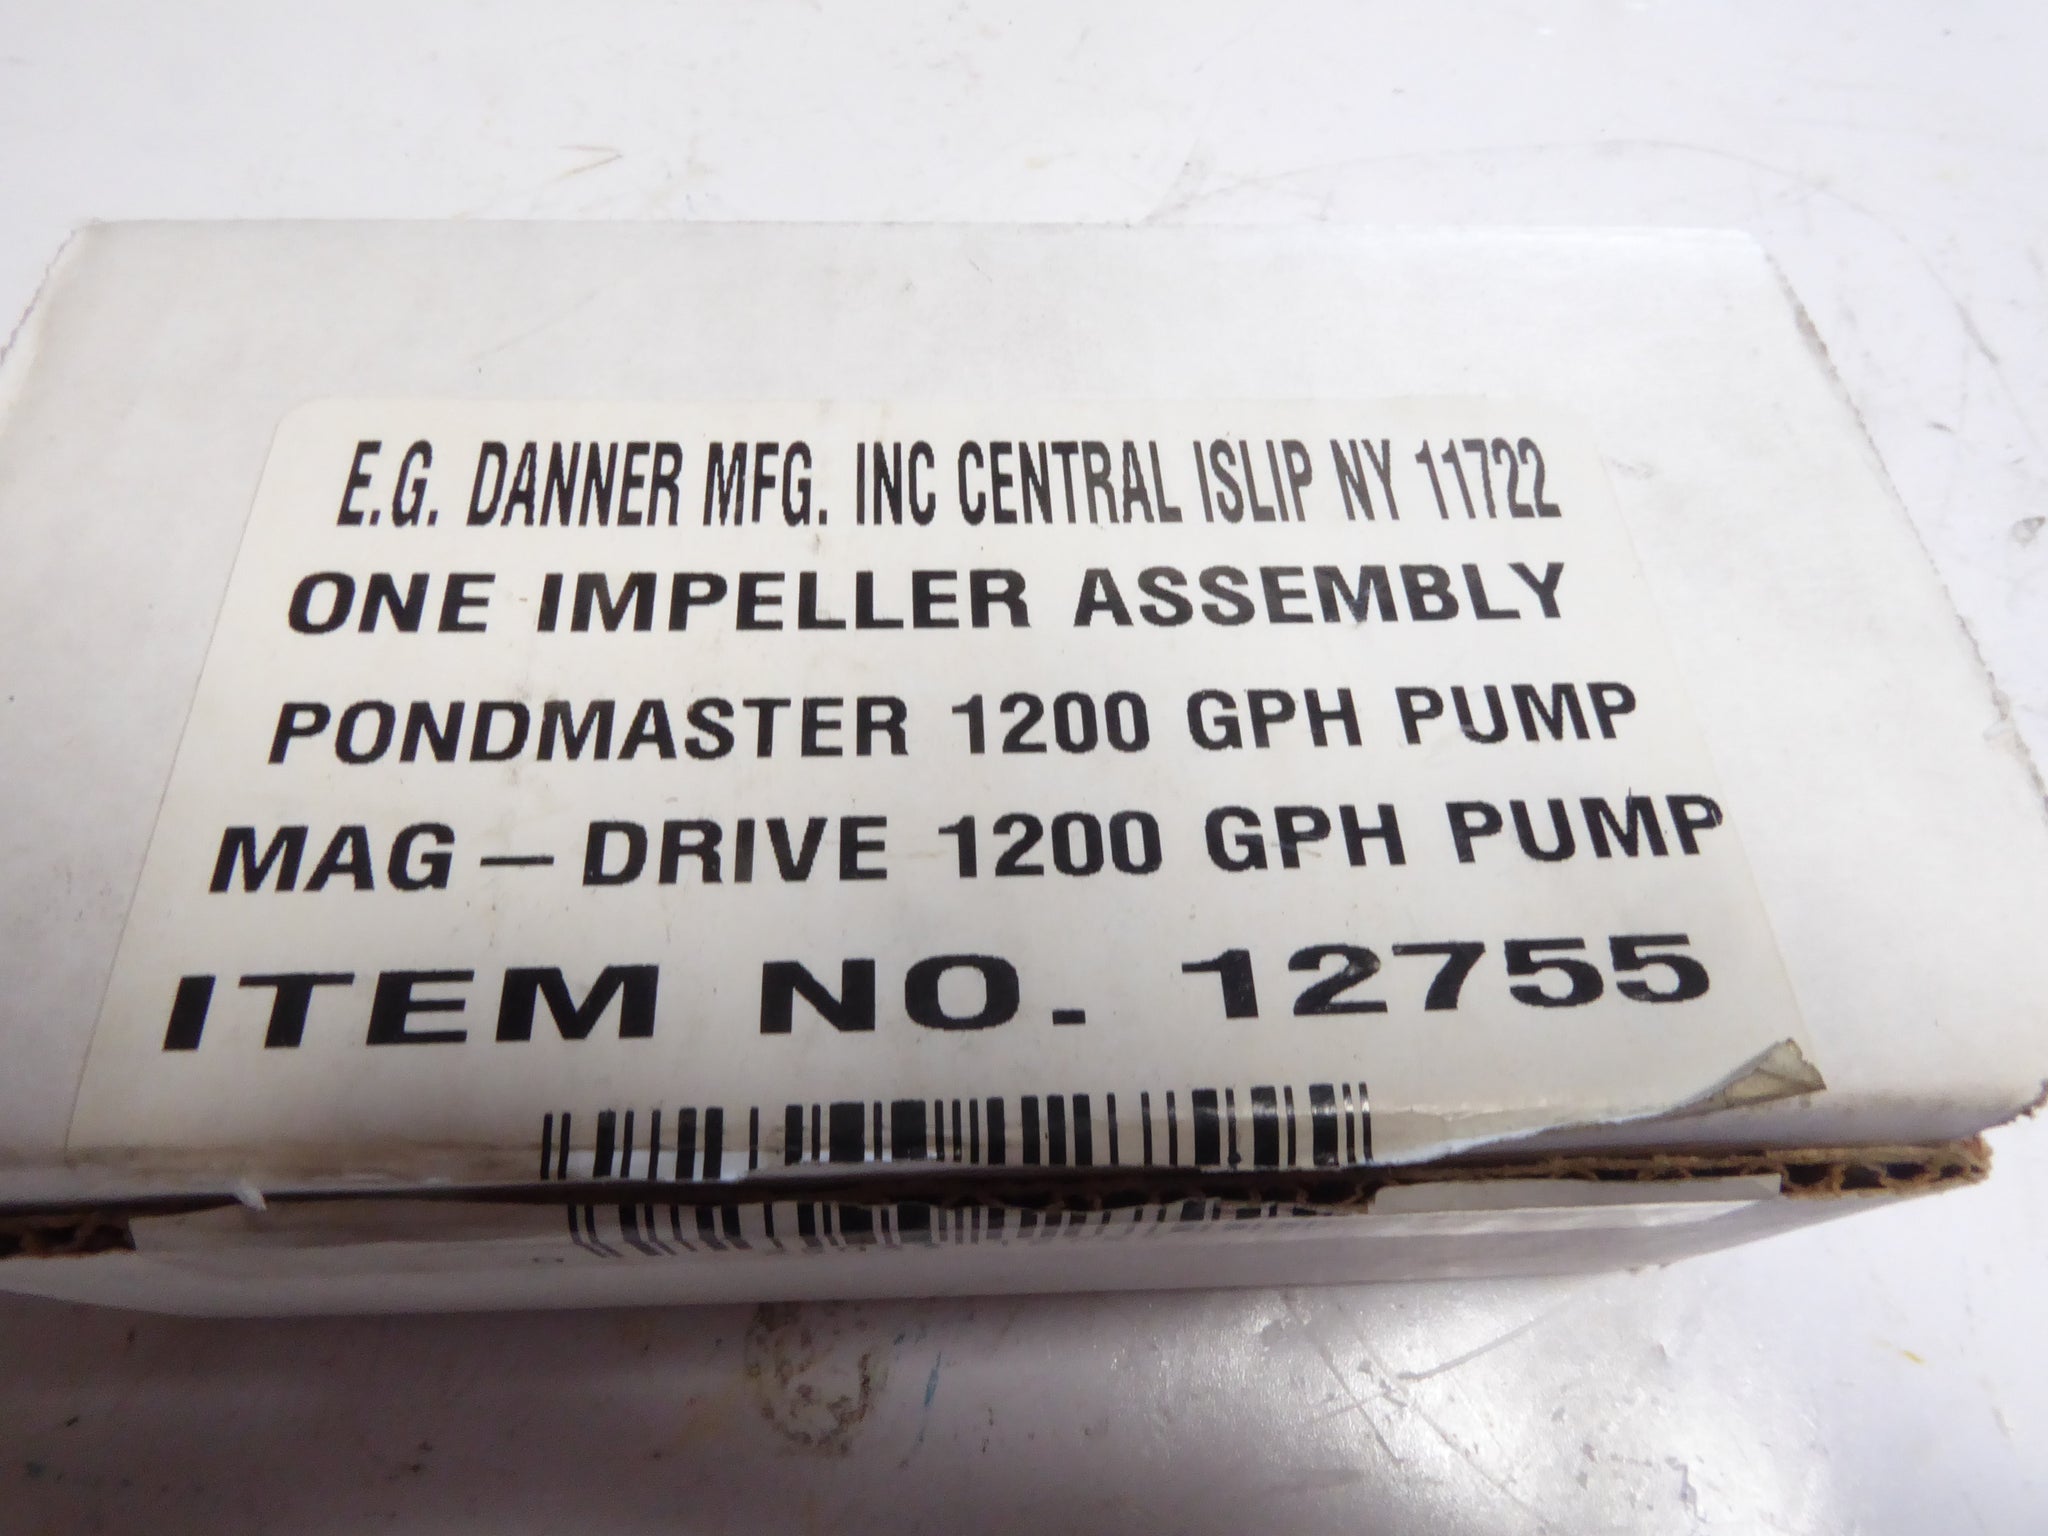 E.G. DANNER MFG. INC CENTRAL ISLIP NY 11722
ONE IMPELLER ASSEMBLY
PONDMASTER 1200 GPH PUMP
MAG-DRIVE 1200 GPH PUMP
ITEM NO. 12755